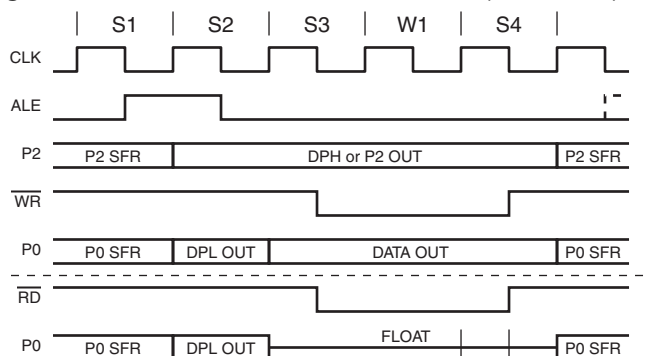 S1 S2 S3 W1 S4
CLK
ALE
P2 P2 SFR DPH or P2 OUT P2 SFR
WR
P0 P0 SFR DPL OUT DATA OUT P0 SFR
RD
P0 P0 SFR DPL OUT FLOAT P0 SFR